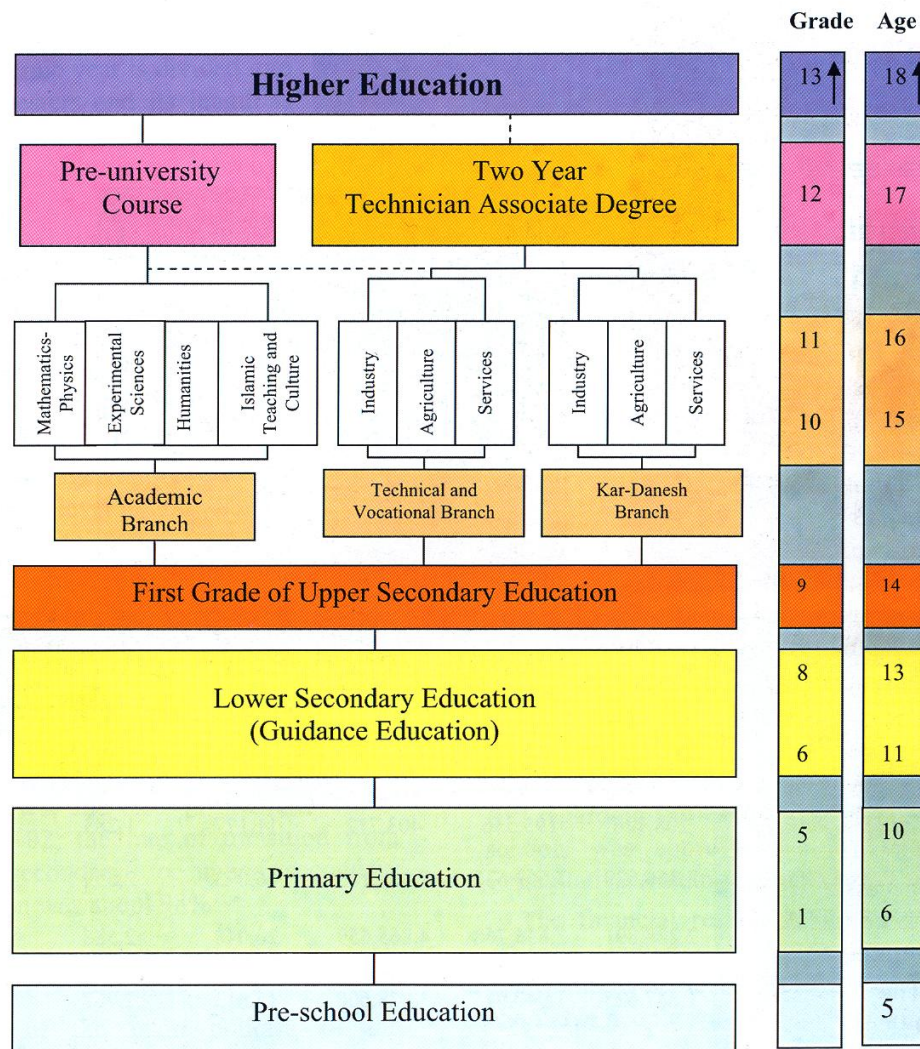 Grade Age
Higher Education
13 18
Pre-university
Course
Two Year
Technician Associate Degree
12 17
Mathematics-
Physics
Experimental
Sciences
Humanities
Islamic
Teaching and
Culture
Industry
Agriculture
Services
Industry
Agriculture
Services
11 16
10 15
Academic
Branch
Technical and
Vocational Branch
Kar-Danesh
Branch
First Grade of Upper Secondary Education
9 14
Lower Secondary Education
(Guidance Education)
8 13
6 11
Primary Education
5 10
1 6
Pre-school Education
5